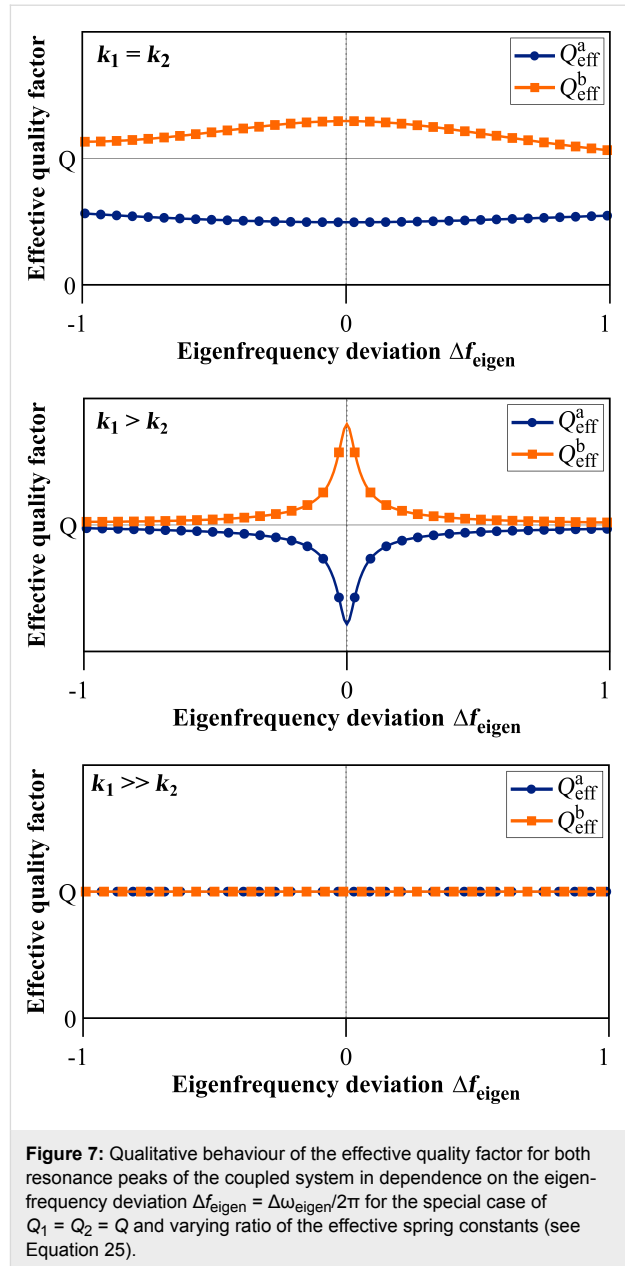 k₁ = k₂
Qᵃeff
Qᵇeff
Effective quality factor
Q
0
-1 0 1
Eigenfrequency deviation Δfeigen
k₁ > k₂
Qᵃeff
Qᵇeff
Effective quality factor
Q
-1 0 1
Eigenfrequency deviation Δfeigen
k₁ >> k₂
Qᵃeff
Qᵇeff
Effective quality factor
Q
0
-1 0 1
Eigenfrequency deviation Δfeigen
Figure 7: Qualitative behaviour of the effective quality factor for both
resonance peaks of the coupled system in dependence on the eigen-
frequency deviation Δfeigen = Δωeigen/2π for the special case of
Q₁ = Q₂ = Q and varying ratio of the effective spring constants (see
Equation 25).